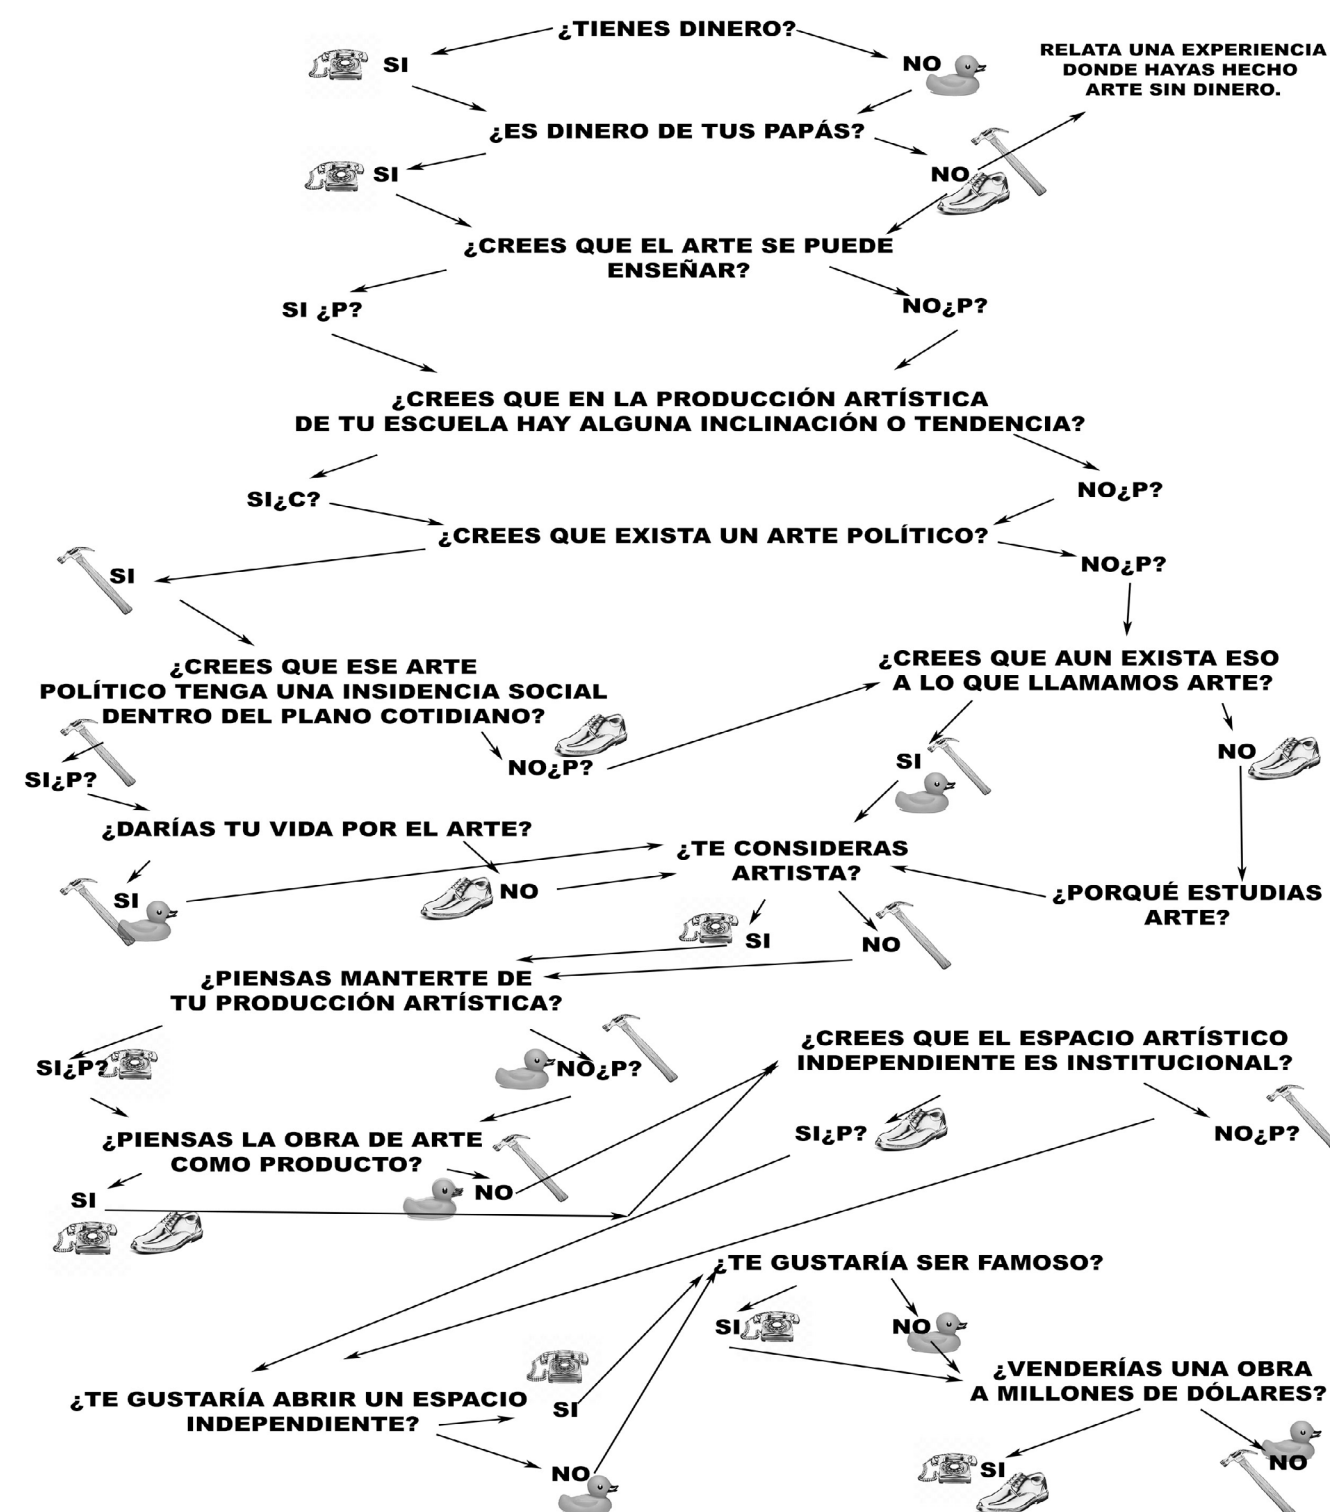 ¿TIENES DINERO?
SI
NO
RELATA UNA EXPERIENCIA
DONDE HAYAS HECHO
ARTE SIN DINERO.
¿ES DINERO DE TUS PAPÁS?
SI
NO
¿CREES QUE EL ARTE SE PUEDE
ENSEÑAR?
SI ¿P?
NO¿P?
¿CREES QUE EN LA PRODUCCIÓN ARTÍSTICA
DE TU ESCUELA HAY ALGUNA INCLINACIÓN O TENDENCIA?
SI¿C?
NO¿P?
¿CREES QUE EXISTA UN ARTE POLÍTICO?
SI
NO¿P?
¿CREES QUE ESE ARTE
POLÍTICO TENGA UNA INSIDENCIA SOCIAL
DENTRO DEL PLANO COTIDIANO?
SI¿P?
NO¿P?
¿CREES QUE AUN EXISTA ESO
A LO QUE LLAMAMOS ARTE?
SI
NO
¿DARÍAS TU VIDA POR EL ARTE?
SI
NO
¿TE CONSIDERAS
ARTISTA?
SI
NO
¿PORQUÉ ESTUDIAS
ARTE?
¿PIENSAS MANTERTE DE
TU PRODUCCIÓN ARTÍSTICA?
SI¿P?
NO¿P?
¿CREES QUE EL ESPACIO ARTÍSTICO
INDEPENDIENTE ES INSTITUCIONAL?
SI¿P?
NO¿P?
¿PIENSAS LA OBRA DE ARTE
COMO PRODUCTO?
SI
NO
¿TE GUSTARÍA SER FAMOSO?
SI
NO
¿TE GUSTARÍA ABRIR UN ESPACIO
INDEPENDIENTE?
SI
NO
¿VENDERÍAS UNA OBRA
A MILLONES DE DÓLARES?
SI
NO